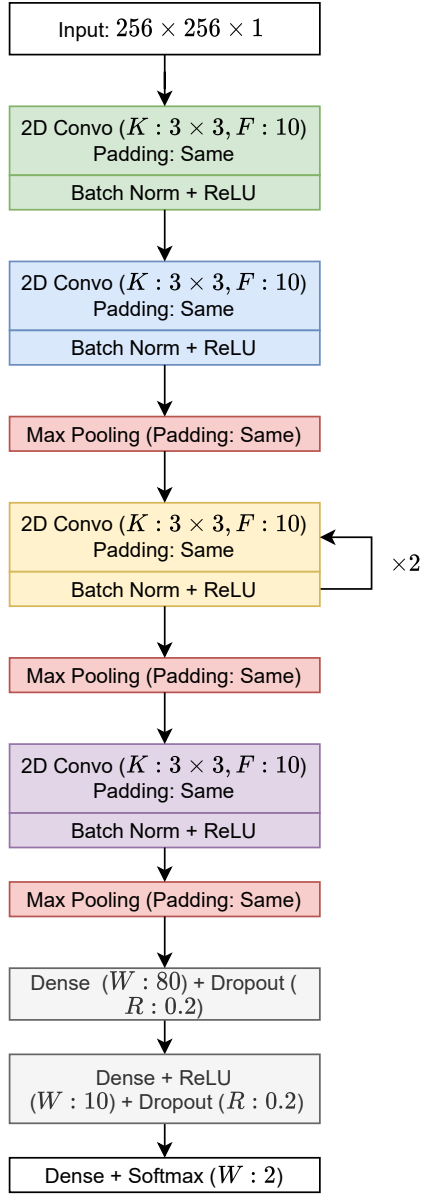 Input: 256 × 256 × 1
2D Convo (K : 3 × 3, F : 10)
Padding: Same
Batch Norm + ReLU
2D Convo (K : 3 × 3, F : 10)
Padding: Same
Batch Norm + ReLU
Max Pooling (Padding: Same)
2D Convo (K : 3 × 3, F : 10)
Padding: Same
×2
Batch Norm + ReLU
Max Pooling (Padding: Same)
2D Convo (K : 3 × 3, F : 10)
Padding: Same
Batch Norm + ReLU
Max Pooling (Padding: Same)
Dense (W : 80) + Dropout (
R : 0.2)
Dense + ReLU
(W : 10) + Dropout (R : 0.2)
Dense + Softmax (W : 2)